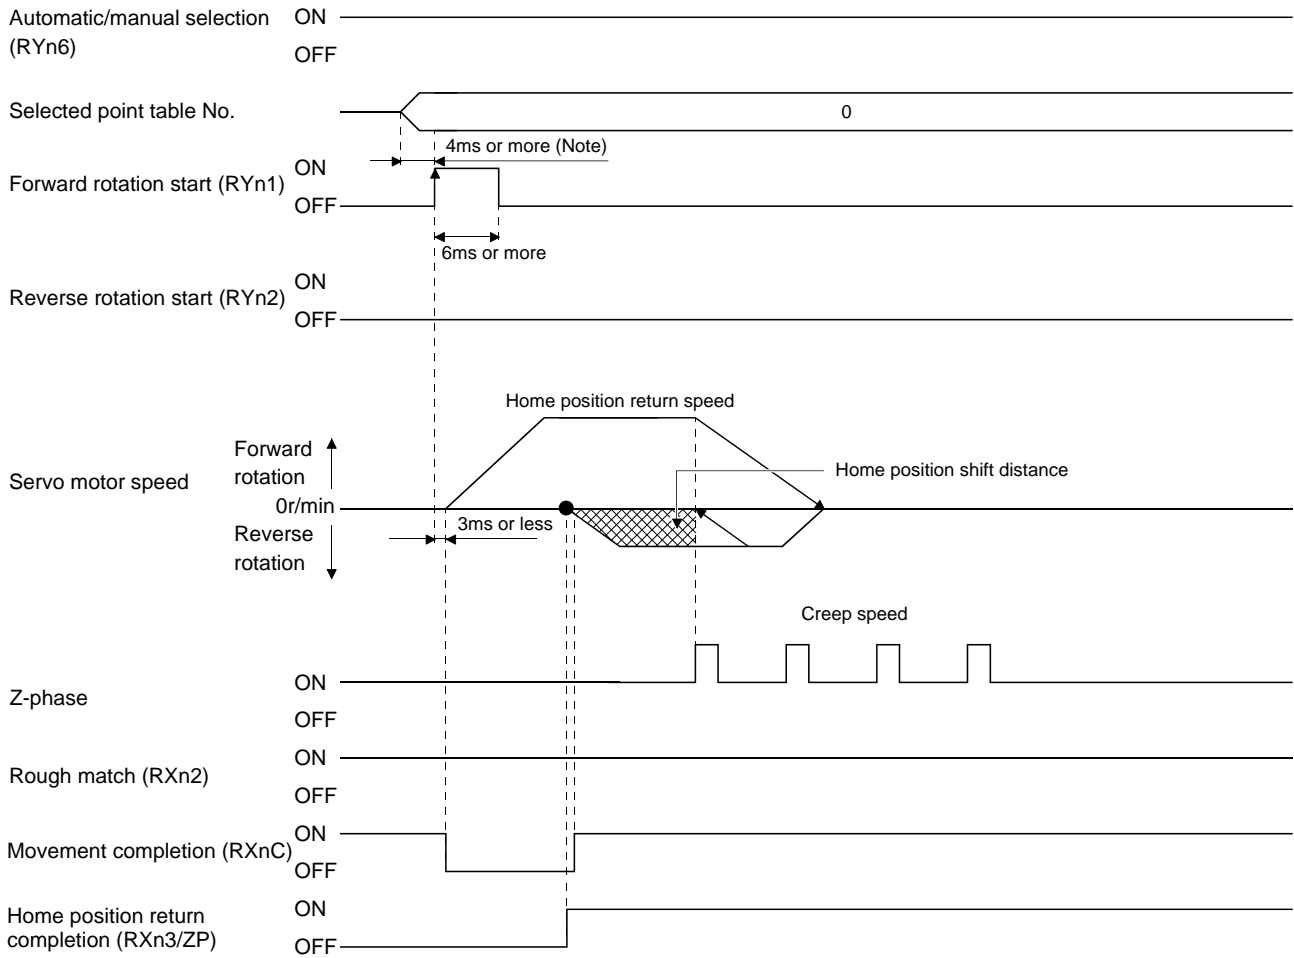 Automatic/manual selection
(RYn6)
ON
OFF
Selected point table No.
0
4ms or more (Note)
Forward rotation start (RYn1)
ON
OFF
6ms or more
Reverse rotation start (RYn2)
ON
OFF
Home position return speed
Servo motor speed
Forward
rotation
0r/min
Reverse
rotation
3ms or less
Home position shift distance
Creep speed
Z-phase
ON
OFF
Rough match (RXn2)
ON
OFF
Movement completion (RXnC)
ON
OFF
Home position return
completion (RXn3/ZP)
ON
OFF